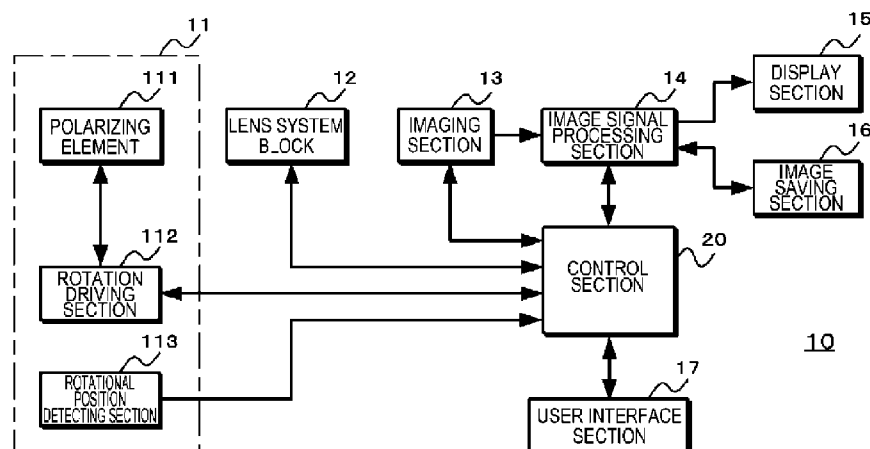 11
111
POLARIZING
ELEMENT
12
LENS SYSTEM
BLOCK
13
IMAGING
SECTION
14
IMAGE SIGNAL
PROCESSING
SECTION
15
DISPLAY
SECTION
16
IMAGE
SAVING
SECTION
112
ROTATION
DRIVING
SECTION
20
CONTROL
SECTION
113
ROTATIONAL
POSITION
DETECTING SECTION
10
17
USER INTERFACE
SECTION